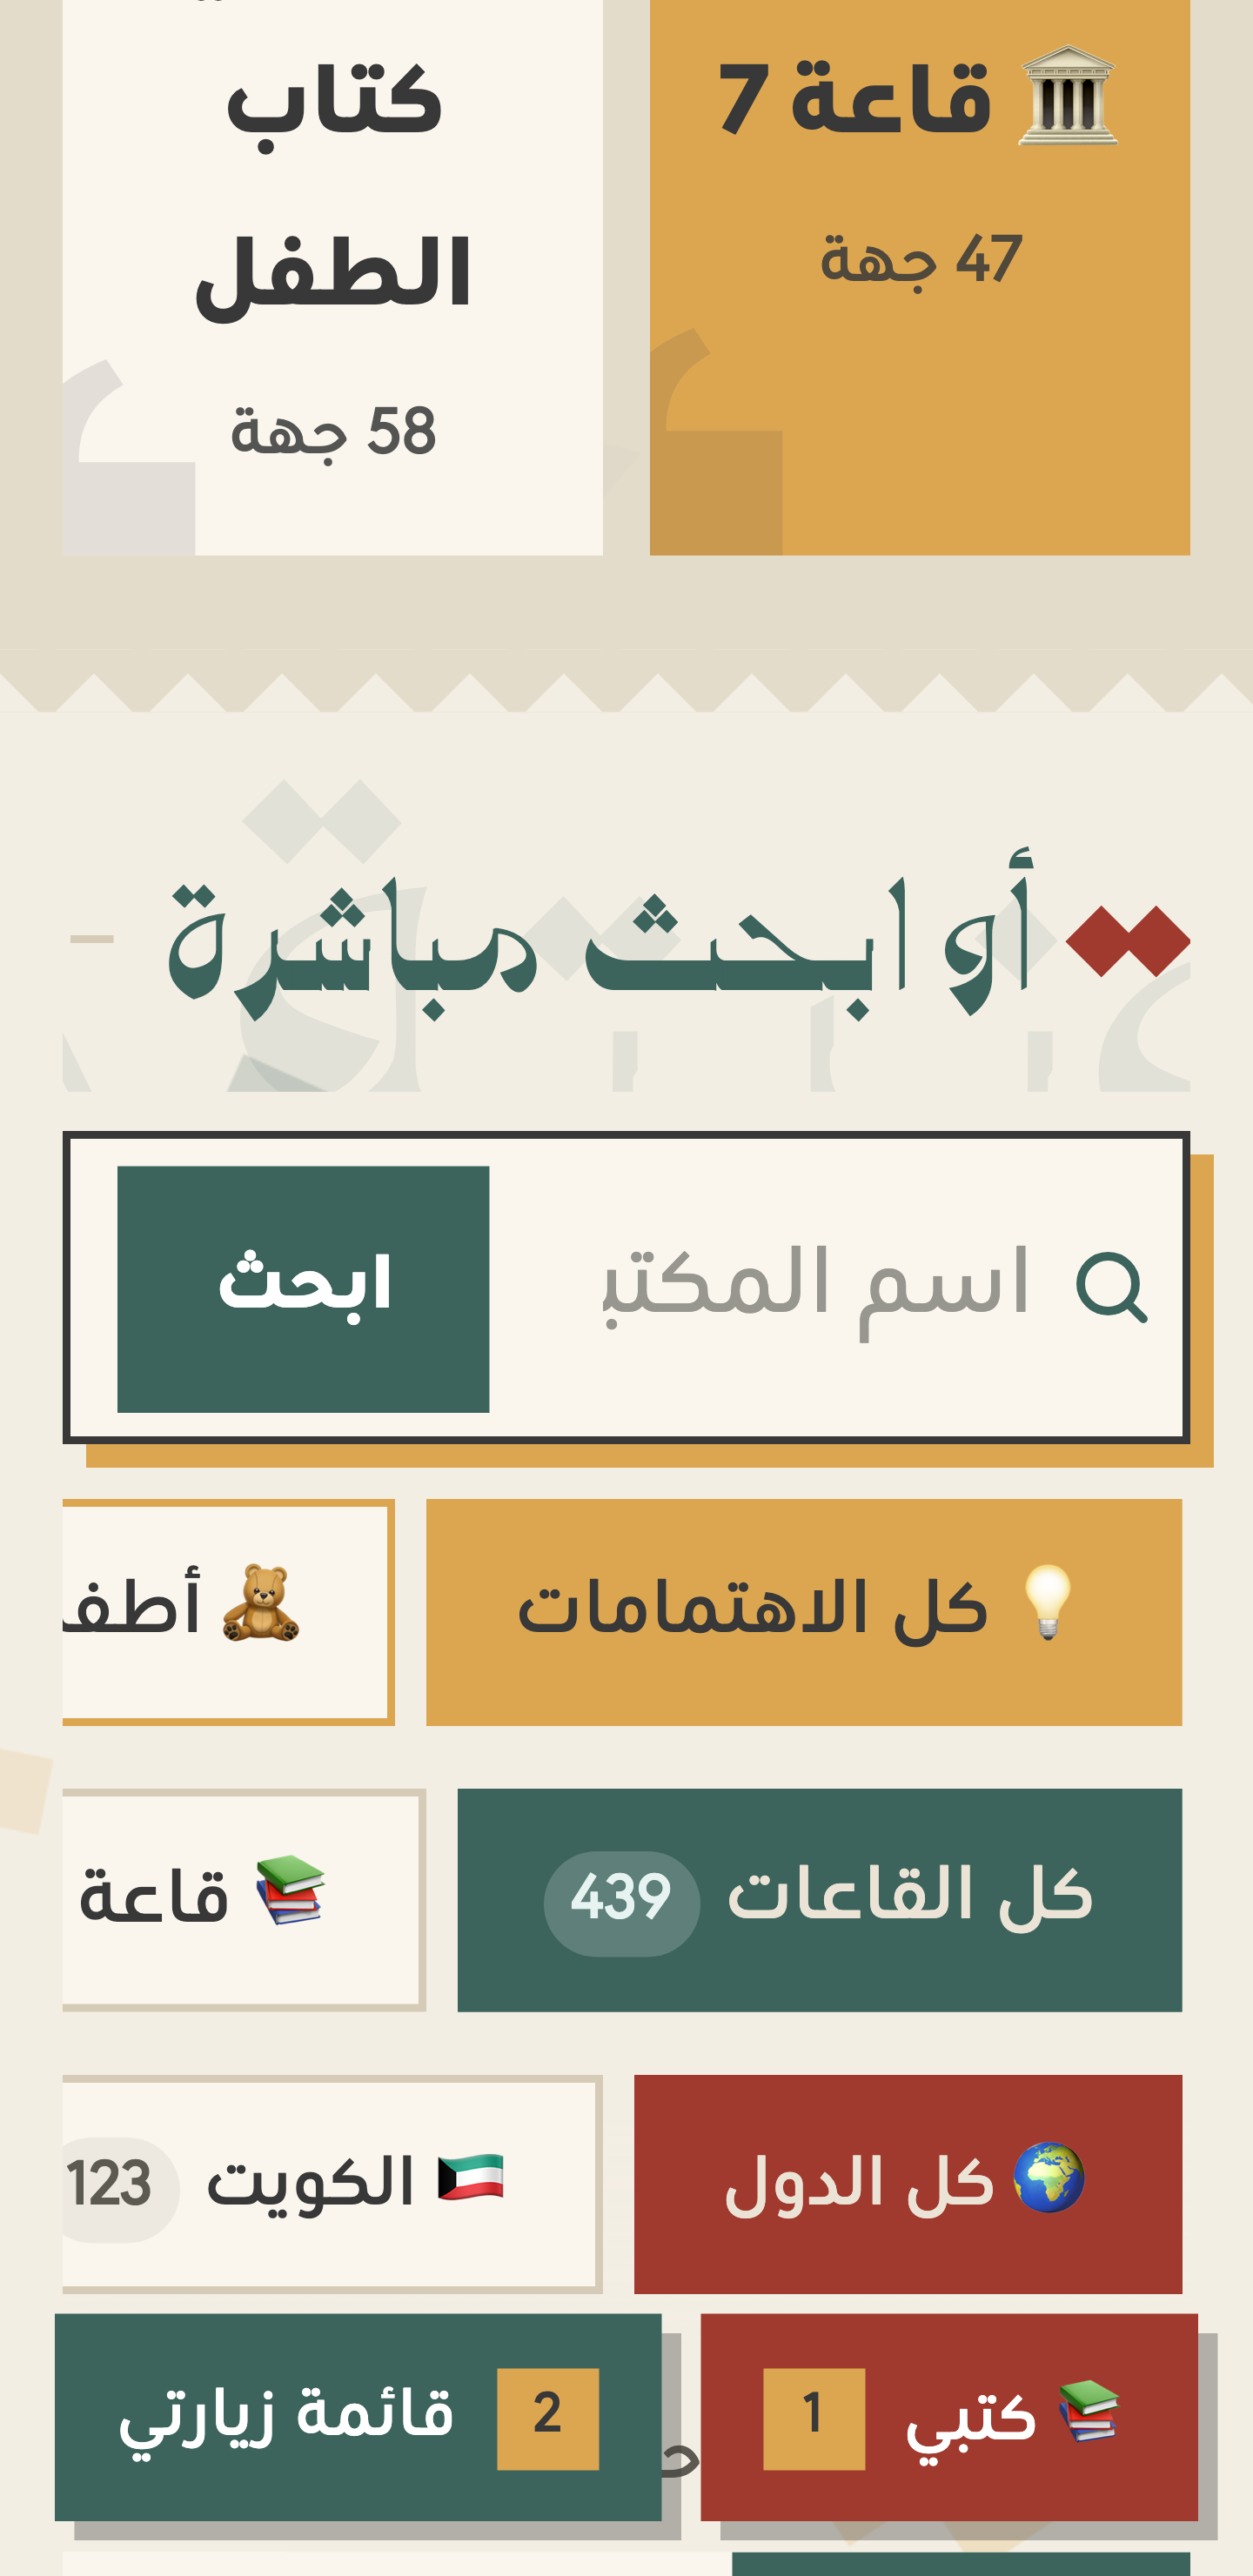 قاعة 7
47 جهة
كتاب
الطفل
58 جهة
أو ابحث مباشرة
اسم المكتب
ابحث
كل الاهتمامات
أطف
كل القاعات 439
قاعة
كل الدول
الكويت 123
كتبي 1
2 قائمة زيارتي